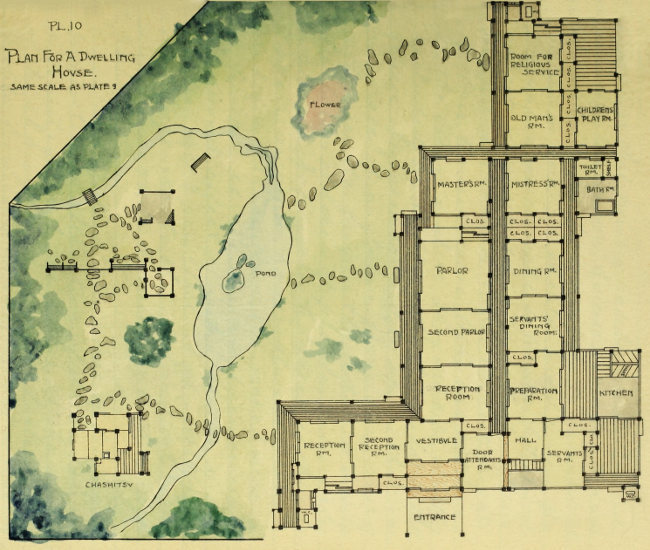 PL. 10
PLAN FOR A DWELLING
HOUSE.
SAME SCALE AS PLATE 9
FLOWER
POND
CHASHITSU
ROOM FOR
RELIGIOUS
SERVICE
CLOS.
CLOS.
OLD MAN'S
RM.
CLOS.
CHILDREN'S
PLAY RM.
MASTER'S RM.
MISTRESS' RM.
TOILET
RM.
SHELF
BATH RM.
CLOS.
CLOS.
CLOS.
CLOS.
CLOS.
PARLOR
DINING RM.
SECOND PARLOR
SERVANTS'
DINING
ROOM.
CLOS.
RECEPTION
ROOM
PREPARATION
RM.
KITCHEN
CLOS.
CLOS.
RECEPTION
RM.
SECOND
RECEPTION
RM.
VESTIBULE
DOOR
ATTENDANTS
RM.
HALL
SERVANTS'
RM.
CLOS.
CLOS.
ENTRANCE